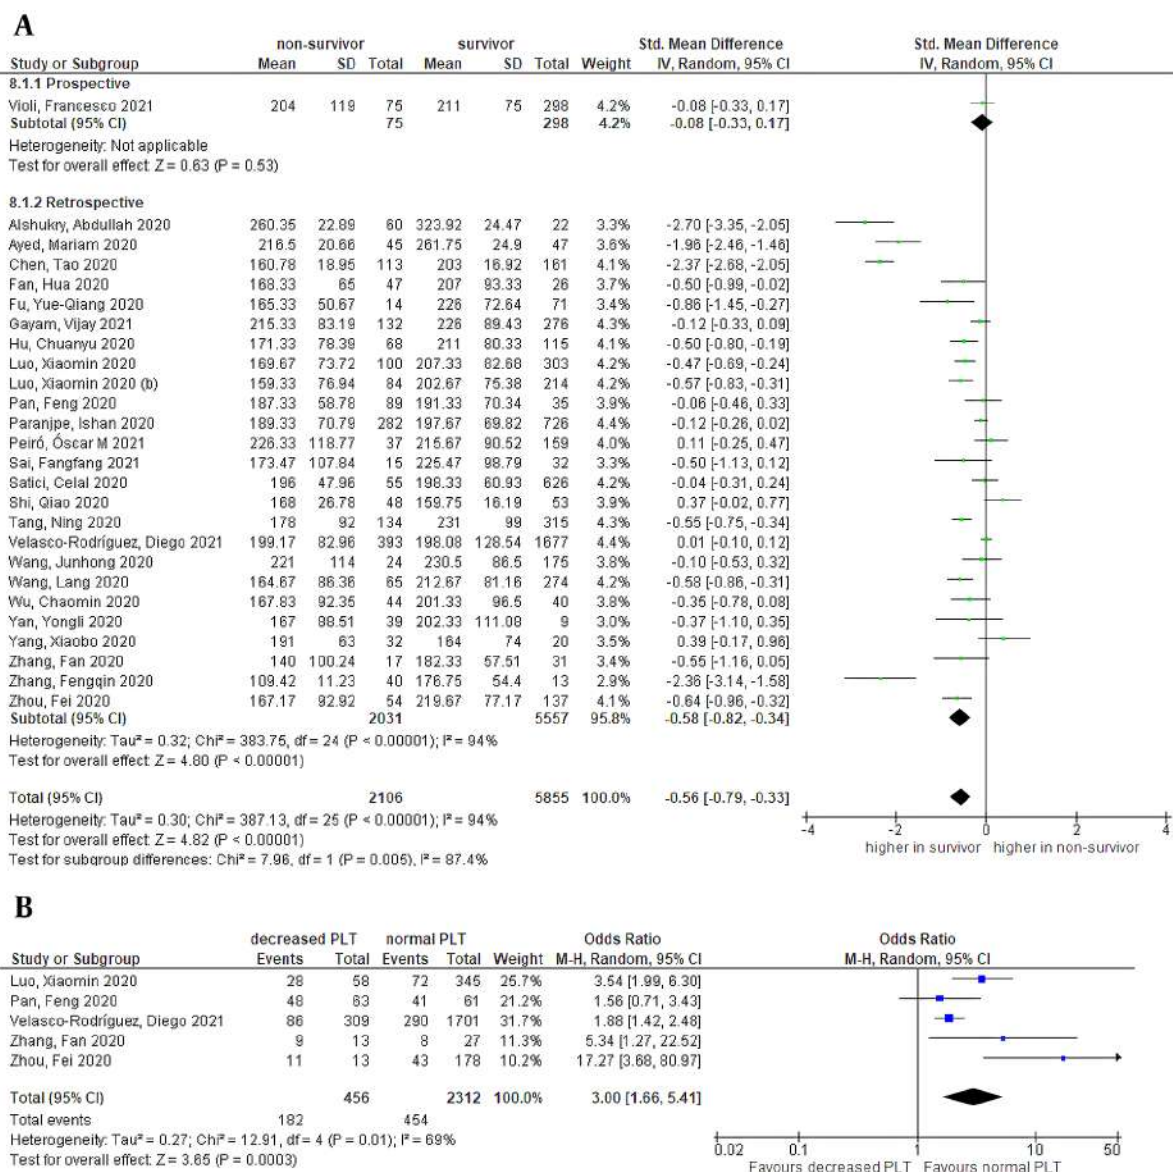 A
non-survivor survivor Std. Mean Difference Std. Mean Difference
Study or Subgroup Mean SD Total Mean SD Total Weight IV, Random, 95% CI IV, Random, 95% CI
8.1.1 Prospective
Violi, Francesco 2021 204 119 75 211 75 298 4.2% -0.08 [-0.33, 0.17]
Subtotal (95% CI) 75 298 4.2% -0.08 [-0.33, 0.17]
Heterogeneity: Not applicable
Test for overall effect: Z = 0.63 (P = 0.53)
8.1.2 Retrospective
Alshukry, Abdullah 2020 260.35 22.89 60 323.92 24.47 22 3.3% -2.70 [-3.35, -2.05]
Ayed, Mariam 2020 216.5 20.66 45 261.75 24.9 47 3.6% -1.96 [-2.46, -1.46]
Chen, Tao 2020 160.78 18.95 113 203 16.92 161 4.1% -2.37 [-2.68, -2.05]
Fan, Hua 2020 168.33 65 47 207 93.33 26 3.7% -0.50 [-0.99, -0.02]
Fu, Yue-Qiang 2020 165.33 50.67 14 226 72.64 71 3.4% -0.86 [-1.45, -0.27]
Gayam, Vijay 2021 215.33 83.19 132 226 89.43 276 4.3% -0.12 [-0.33, 0.09]
Hu, Chuanyu 2020 171.33 78.39 68 211 80.33 115 4.1% -0.50 [-0.80, -0.19]
Luo, Xiaomin 2020 169.67 73.72 100 207.33 82.68 303 4.2% -0.47 [-0.69, -0.24]
Luo, Xiaomin 2020 (b) 159.33 76.94 84 202.67 75.38 214 4.2% -0.57 [-0.83, -0.31]
Pan, Feng 2020 187.33 58.78 89 191.33 70.34 35 3.9% -0.06 [-0.46, 0.33]
Paranjpe, Ishan 2020 189.33 70.79 282 197.67 69.82 726 4.4% -0.12 [-0.26, 0.02]
Peiró, Óscar M 2021 226.33 118.77 37 215.67 90.52 159 4.0% 0.11 [-0.25, 0.47]
Sai, Fangfang 2021 173.47 107.84 15 225.47 98.79 32 3.3% -0.50 [-1.13, 0.12]
Satici, Celal 2020 196 47.96 55 198.33 60.93 626 4.2% -0.04 [-0.31, 0.24]
Shi, Qiao 2020 168 26.78 48 159.75 16.19 53 3.9% 0.37 [-0.02, 0.77]
Tang, Ning 2020 178 92 134 231 99 315 4.3% -0.55 [-0.75, -0.34]
Velasco-Rodríguez, Diego 2021 199.17 82.96 393 198.08 128.54 1677 4.4% 0.01 [-0.10, 0.12]
Wang, Junhong 2020 221 114 24 230.5 86.5 175 3.8% -0.10 [-0.53, 0.32]
Wang, Lang 2020 164.67 86.36 65 212.67 81.16 274 4.2% -0.58 [-0.86, -0.31]
Wu, Chaomin 2020 167.83 92.35 44 201.33 96.5 40 3.8% -0.35 [-0.78, 0.08]
Yan, Yongli 2020 167 88.51 39 202.33 111.08 9 3.0% -0.37 [-1.10, 0.35]
Yang, Xiaobo 2020 191 63 32 164 74 20 3.5% 0.39 [-0.17, 0.96]
Zhang, Fan 2020 140 100.24 17 182.33 57.51 31 3.4% -0.55 [-1.16, 0.05]
Zhang, Fengqin 2020 109.42 11.23 40 176.75 54.4 13 2.9% -2.36 [-3.14, -1.58]
Zhou, Fei 2020 167.17 92.92 54 219.67 77.17 137 4.1% -0.64 [-0.96, -0.32]
Subtotal (95% CI) 2031 5557 95.8% -0.58 [-0.82, -0.34]
Heterogeneity: Tau² = 0.32; Chi² = 383.75, df = 24 (P < 0.00001); I² = 94%
Test for overall effect: Z = 4.80 (P < 0.00001)
Total (95% CI) 2106 5855 100.0% -0.56 [-0.79, -0.33]
Heterogeneity: Tau² = 0.30; Chi² = 387.13, df = 25 (P < 0.00001); I² = 94%
Test for overall effect: Z = 4.82 (P < 0.00001)
Test for subgroup differences: Chi² = 7.96, df = 1 (P = 0.005), I² = 87.4%
-4 -2 0 2 4
higher in survivor higher in non-survivor
B
decreased PLT normal PLT Odds Ratio Odds Ratio
Study or Subgroup Events Total Events Total Weight M-H, Random, 95% CI M-H, Random, 95% CI
Luo, Xiaomin 2020 28 58 72 345 25.7% 3.54 [1.99, 6.30]
Pan, Feng 2020 48 63 41 61 21.2% 1.56 [0.71, 3.43]
Velasco-Rodríguez, Diego 2021 86 309 290 1701 31.7% 1.88 [1.42, 2.48]
Zhang, Fan 2020 9 13 8 27 11.3% 5.34 [1.27, 22.52]
Zhou, Fei 2020 11 13 43 178 10.2% 17.27 [3.68, 80.97]
Total (95% CI) 456 2312 100.0% 3.00 [1.66, 5.41]
Total events 182 454
Heterogeneity: Tau² = 0.27; Chi² = 12.91, df = 4 (P = 0.01); I² = 69%
Test for overall effect: Z = 3.65 (P = 0.0003)
0.02 0.1 1 10 50
Favours decreased PLT Favours normal PLT